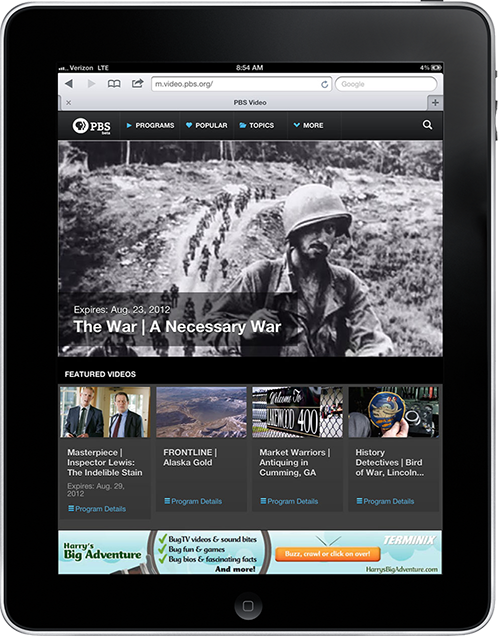 Verizon LTE 8:54 AM 4%
m.video.pbs.org/ Google
PBS Video
PBS beta PROGRAMS POPULAR TOPICS MORE
Expires: Aug. 23, 2012
The War | A Necessary War
FEATURED VIDEOS
Masterpiece |
Inspector Lewis:
The Indelible Stain
Expires: Aug. 29,
2012
Program Details
FRONTLINE |
Alaska Gold
Program Details
Welcome To
LAKEWOOD 400
Market Warriors |
Antiquing in
Cumming, GA
Program Details
History
Detectives | Bird
of War, Lincoln...
Program Details
Harry's
Big Adventure
BugTV videos & sound bites
Bug fun & games
Bug bios & fascinating facts
And more!
Buzz, crawl or click on over!
TERMINIX
HarrysBigAdventure.com